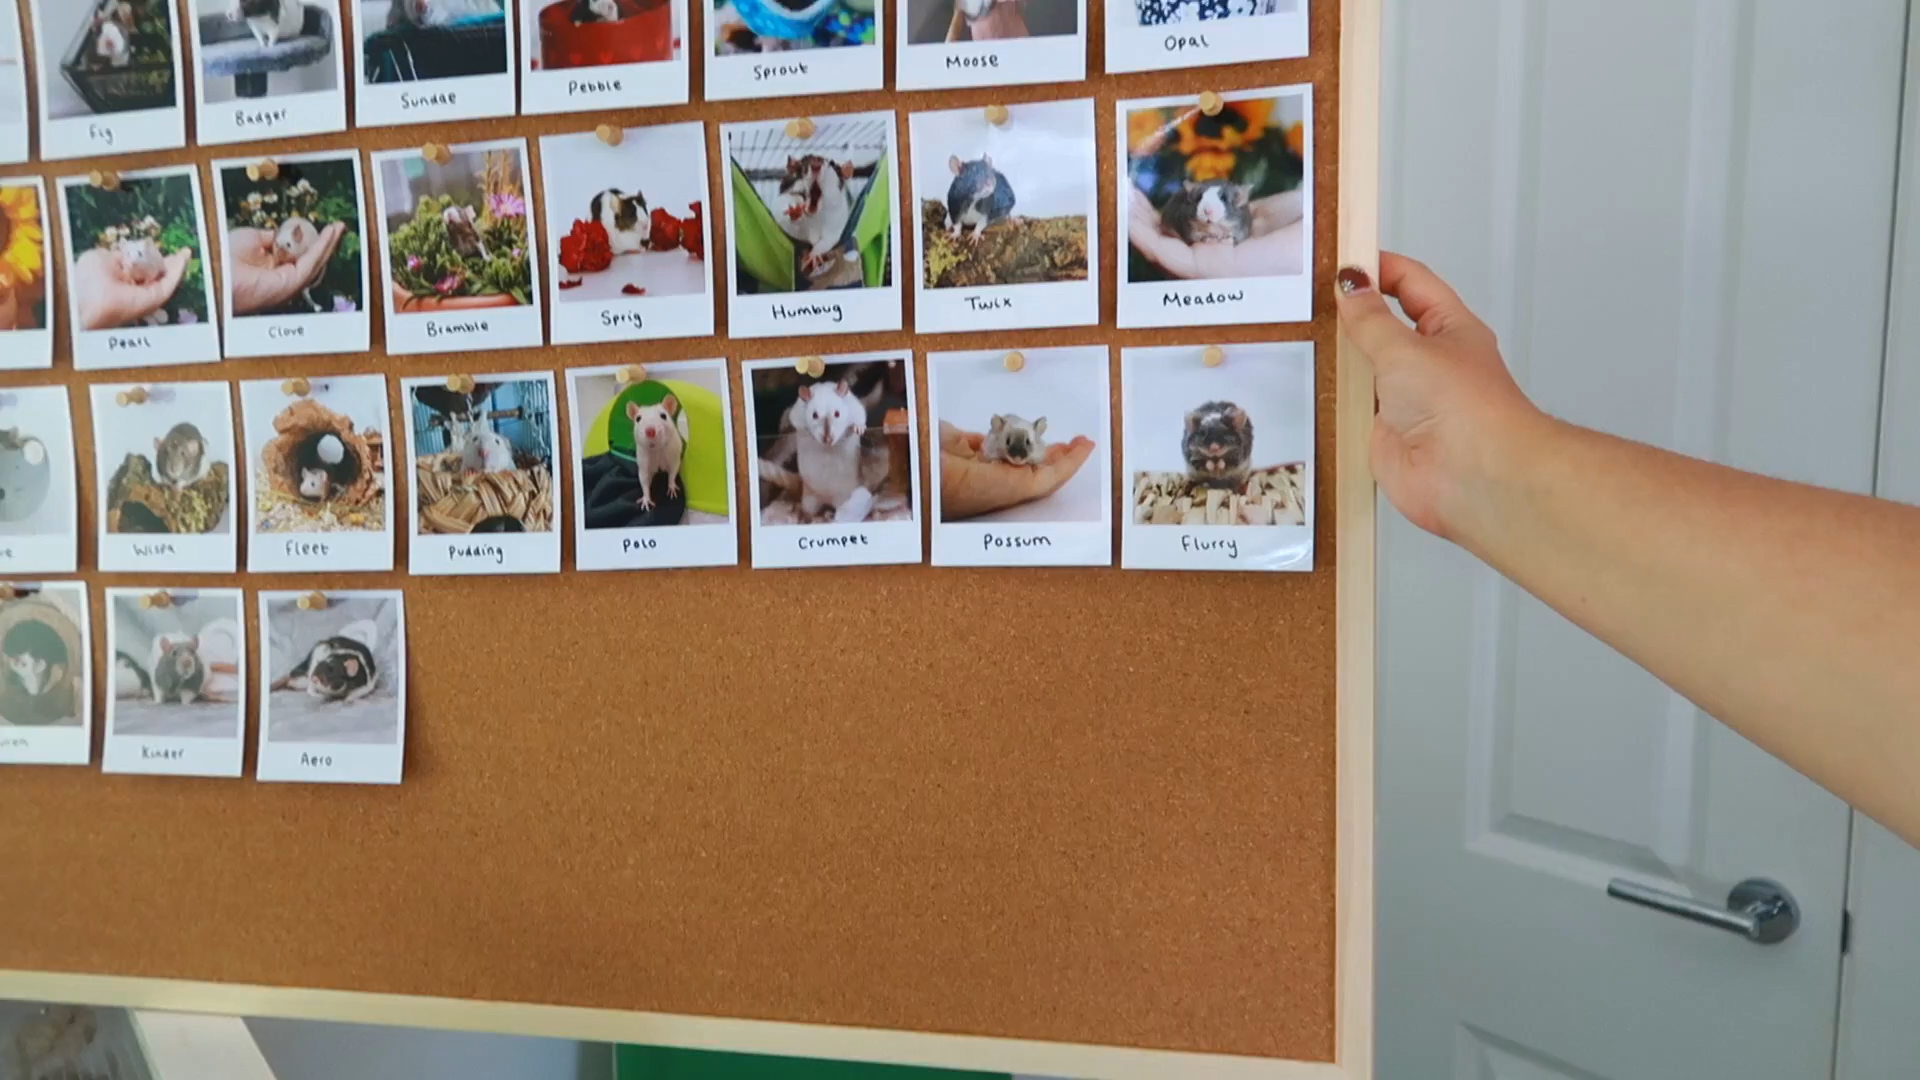 Fig
Badger
Sundae
Pebble
Sprout
Moose
Opal
Pearl
Clove
Bramble
Sprig
Humbug
Twix
Meadow
Wispa
Fleet
Pudding
Polo
Crumpet
Possum
Flurry
Kinder
Aero